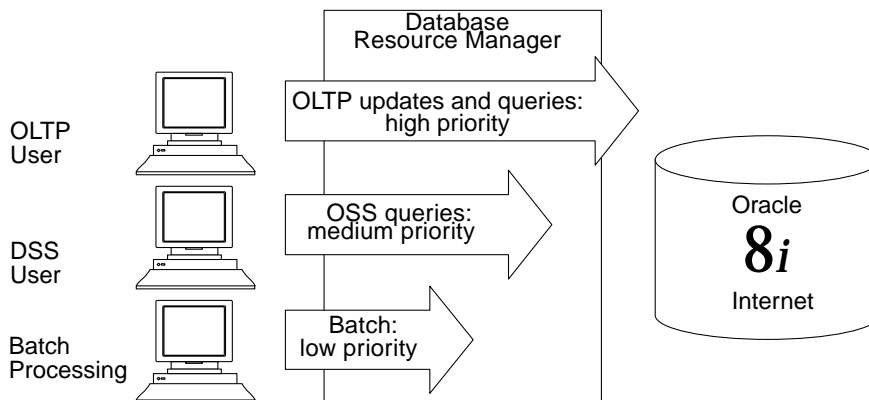 Database
Resource Manager
OLTP updates and queries:
high priority
OLTP
User
OSS queries:
medium priority
DSS
User
Batch:
low priority
Batch
Processing
Oracle
8i
Internet